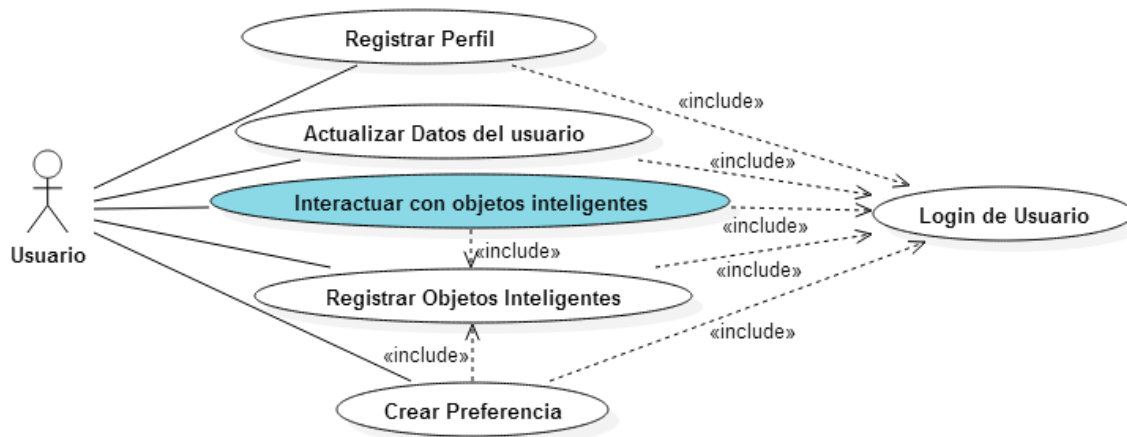 Registrar Perfil
«include»
Actualizar Datos del usuario
«include»
Interactuar con objetos inteligentes
Login de Usuario
«include»
Usuario
«include»
«include»
Registrar Objetos Inteligentes
«include»
«include»
Crear Preferencia